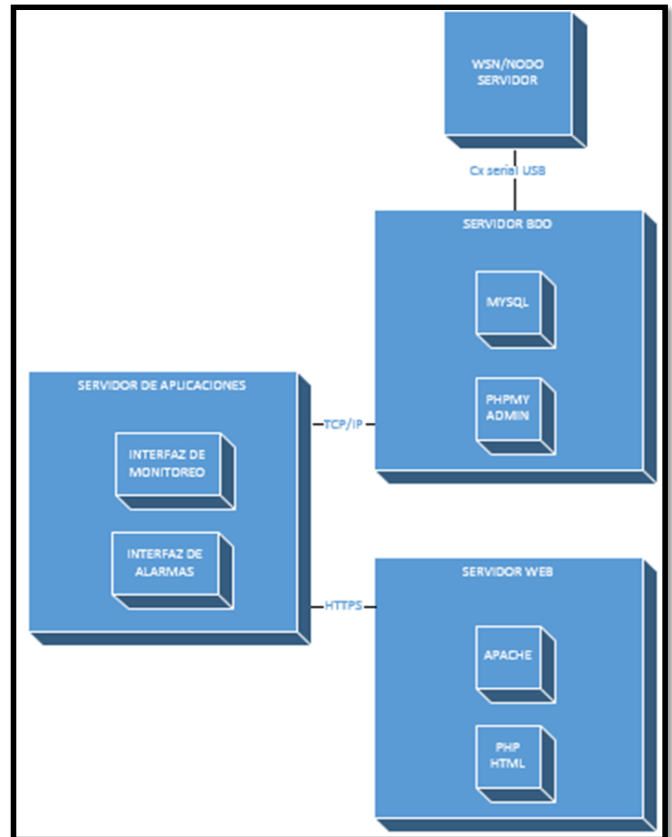 WSN/NODO
SERVIDOR
Cx serial USB
SERVIDOR BDO
MYSQL
PHPMY
ADMIN
SERVIDOR DE APLICACIONES
TCP/IP
INTERFAZ DE
MONITOREO
INTERFAZ DE
ALARMAS
HTTPS
SERVIDOR WEB
APACHE
PHP
HTML